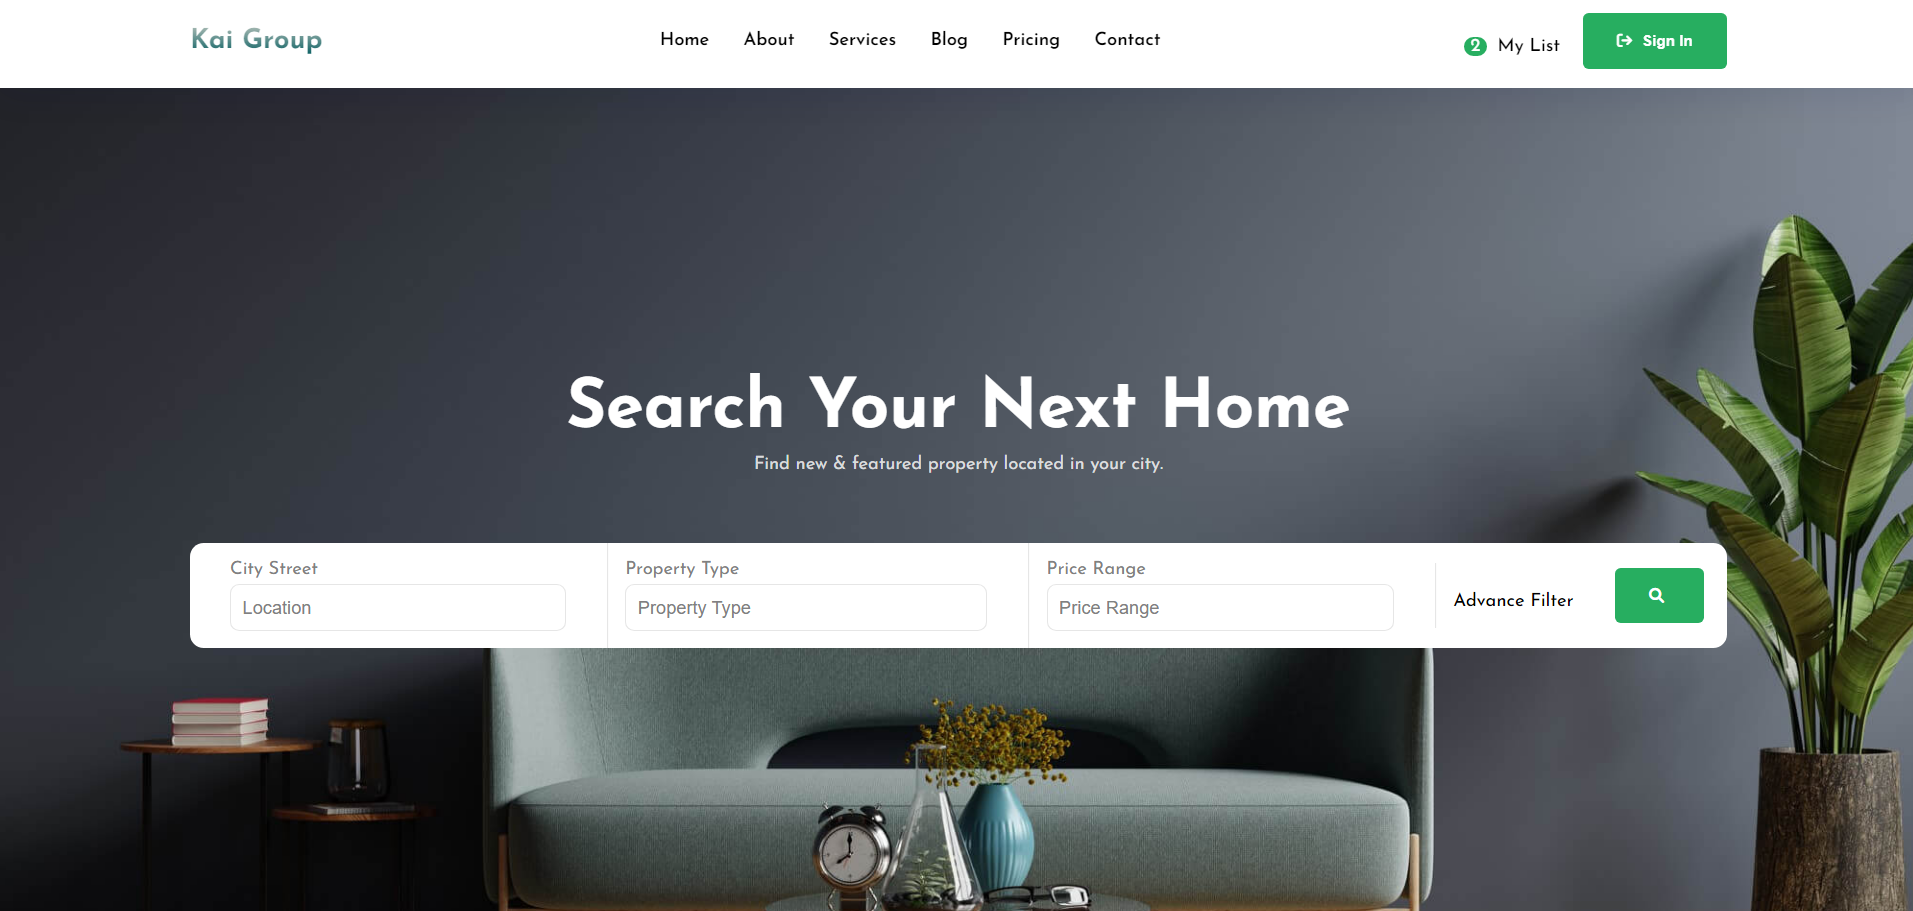 Kai Group
Home About Services Blog Pricing Contact
2 My List
Sign In
Search Your Next Home
Find new & featured property located in your city.
City Street
Location
Property Type
Property Type
Price Range
Price Range
Advance Filter